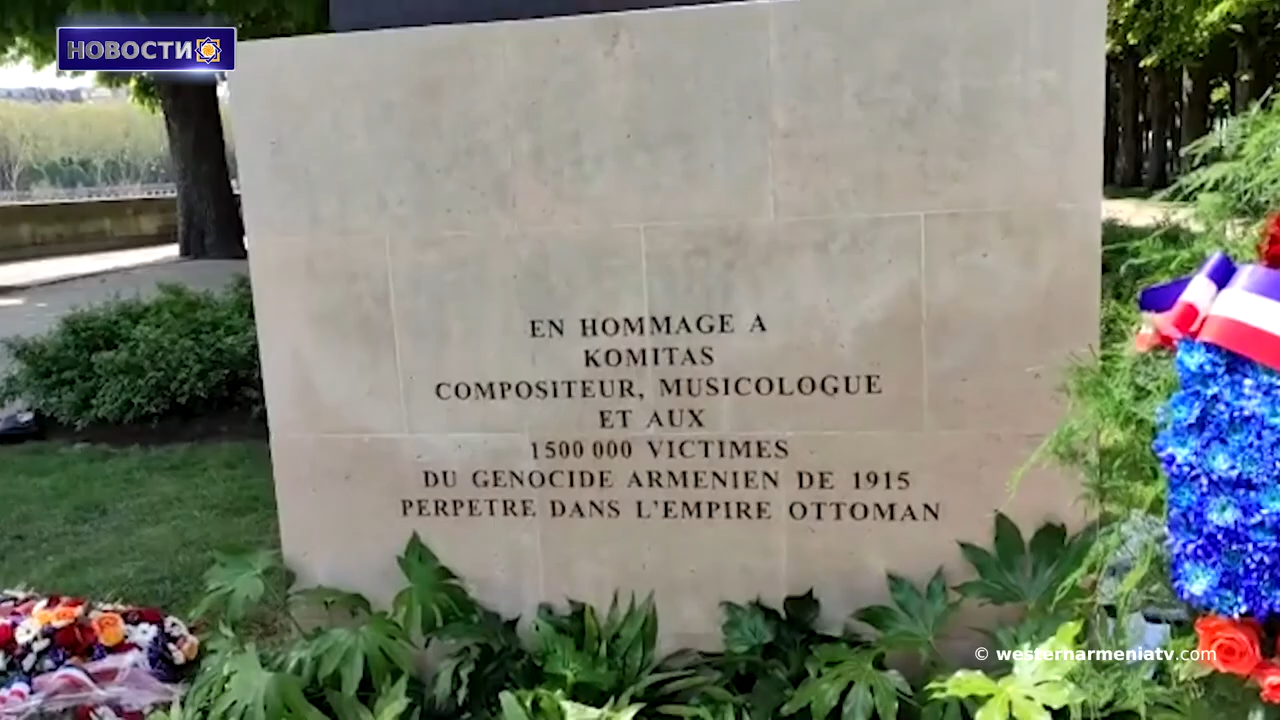 НОВОСТИ
EN HOMMAGE A
KOMITAS
COMPOSITEUR, MUSICOLOGUE
ET AUX
1500 000 VICTIMES
DU GENOCIDE ARMENIEN DE 1915
PERPETRE DANS L'EMPIRE OTTOMAN
© westernarmeniatv.com